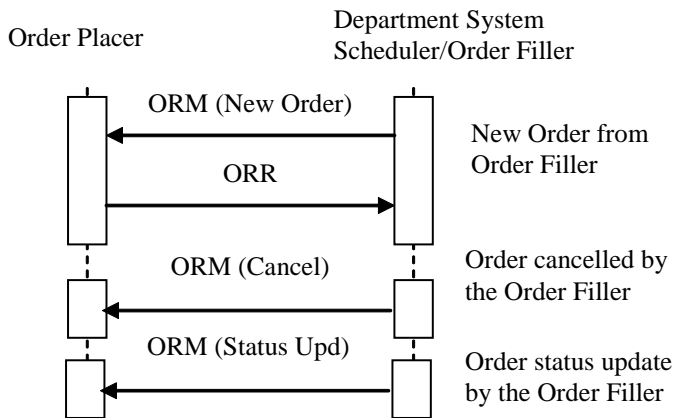 Order Placer
Department System
Scheduler/Order Filler
ORM (New Order)
New Order from
Order Filler
ORR
ORM (Cancel)
Order cancelled by
the Order Filler
ORM (Status Upd)
Order status update
by the Order Filler